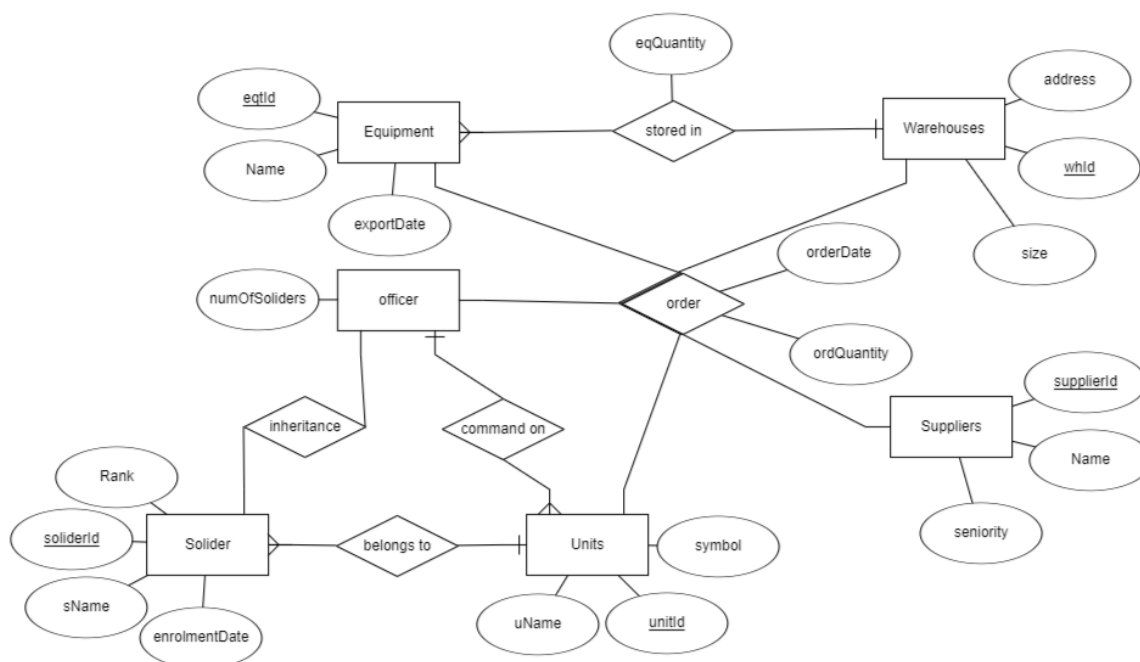 eqQuantity
address
eqtId
Equipment
stored in
Warehouses
Name
whId
exportDate
orderDate
size
numOfSoliders
officer
order
ordQuantity
supplierId
inheritance
command on
Suppliers
Name
Rank
seniority
soliderId
Solider
belongs to
Units
symbol
sName
uName
unitId
enrolmentDate